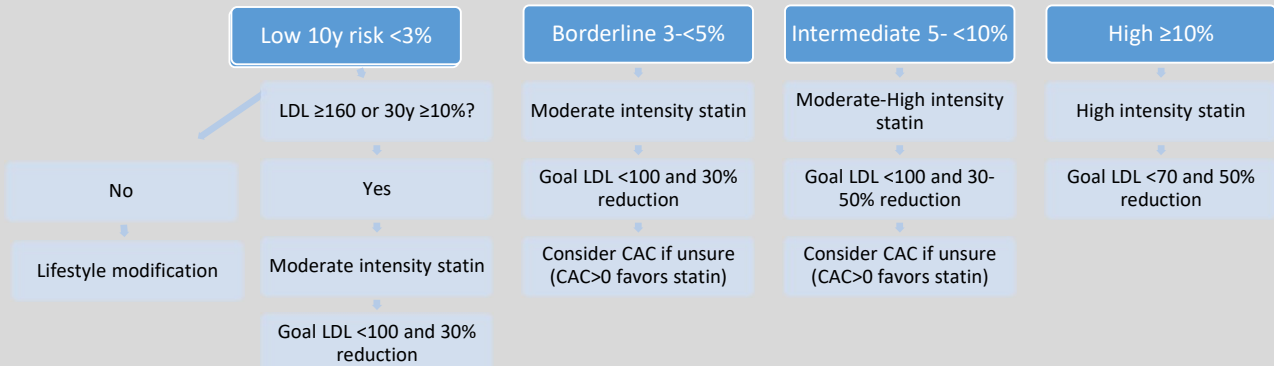 Low 10y risk <3%
LDL ≥160 or 30y ≥10%?
No
Lifestyle modification
Yes
Moderate intensity statin
Goal LDL <100 and 30%
reduction
Borderline 3-<5%
Moderate intensity statin
Goal LDL <100 and 30%
reduction
Consider CAC if unsure
(CAC>0 favors statin)
Intermediate 5- <10%
Moderate-High intensity
statin
Goal LDL <100 and 30-
50% reduction
Consider CAC if unsure
(CAC>0 favors statin)
High ≥10%
High intensity statin
Goal LDL <70 and 50%
reduction